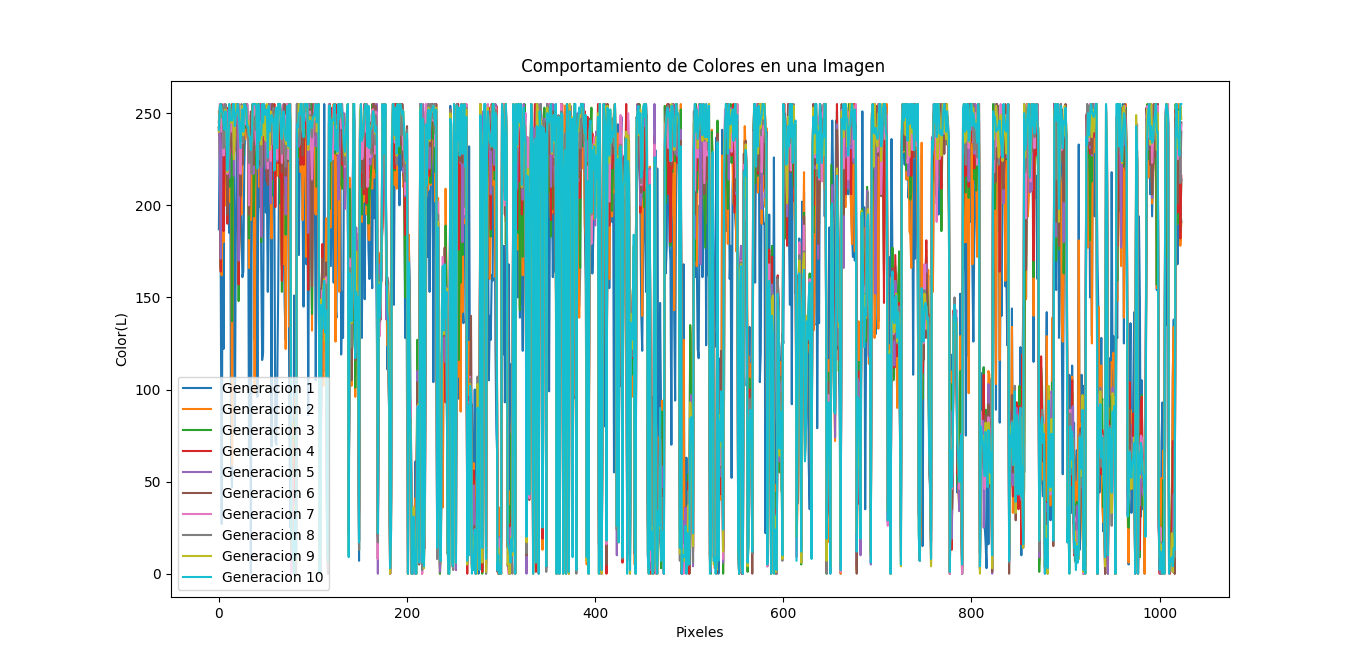 Comportamiento de Colores en una Imagen
Color(L)
250
200
150
100
50
0
Generacion 1
Generacion 2
Generacion 3
Generacion 4
Generacion 5
Generacion 6
Generacion 7
Generacion 8
Generacion 9
Generacion 10
0 200 400 600 800 1000
Pixeles